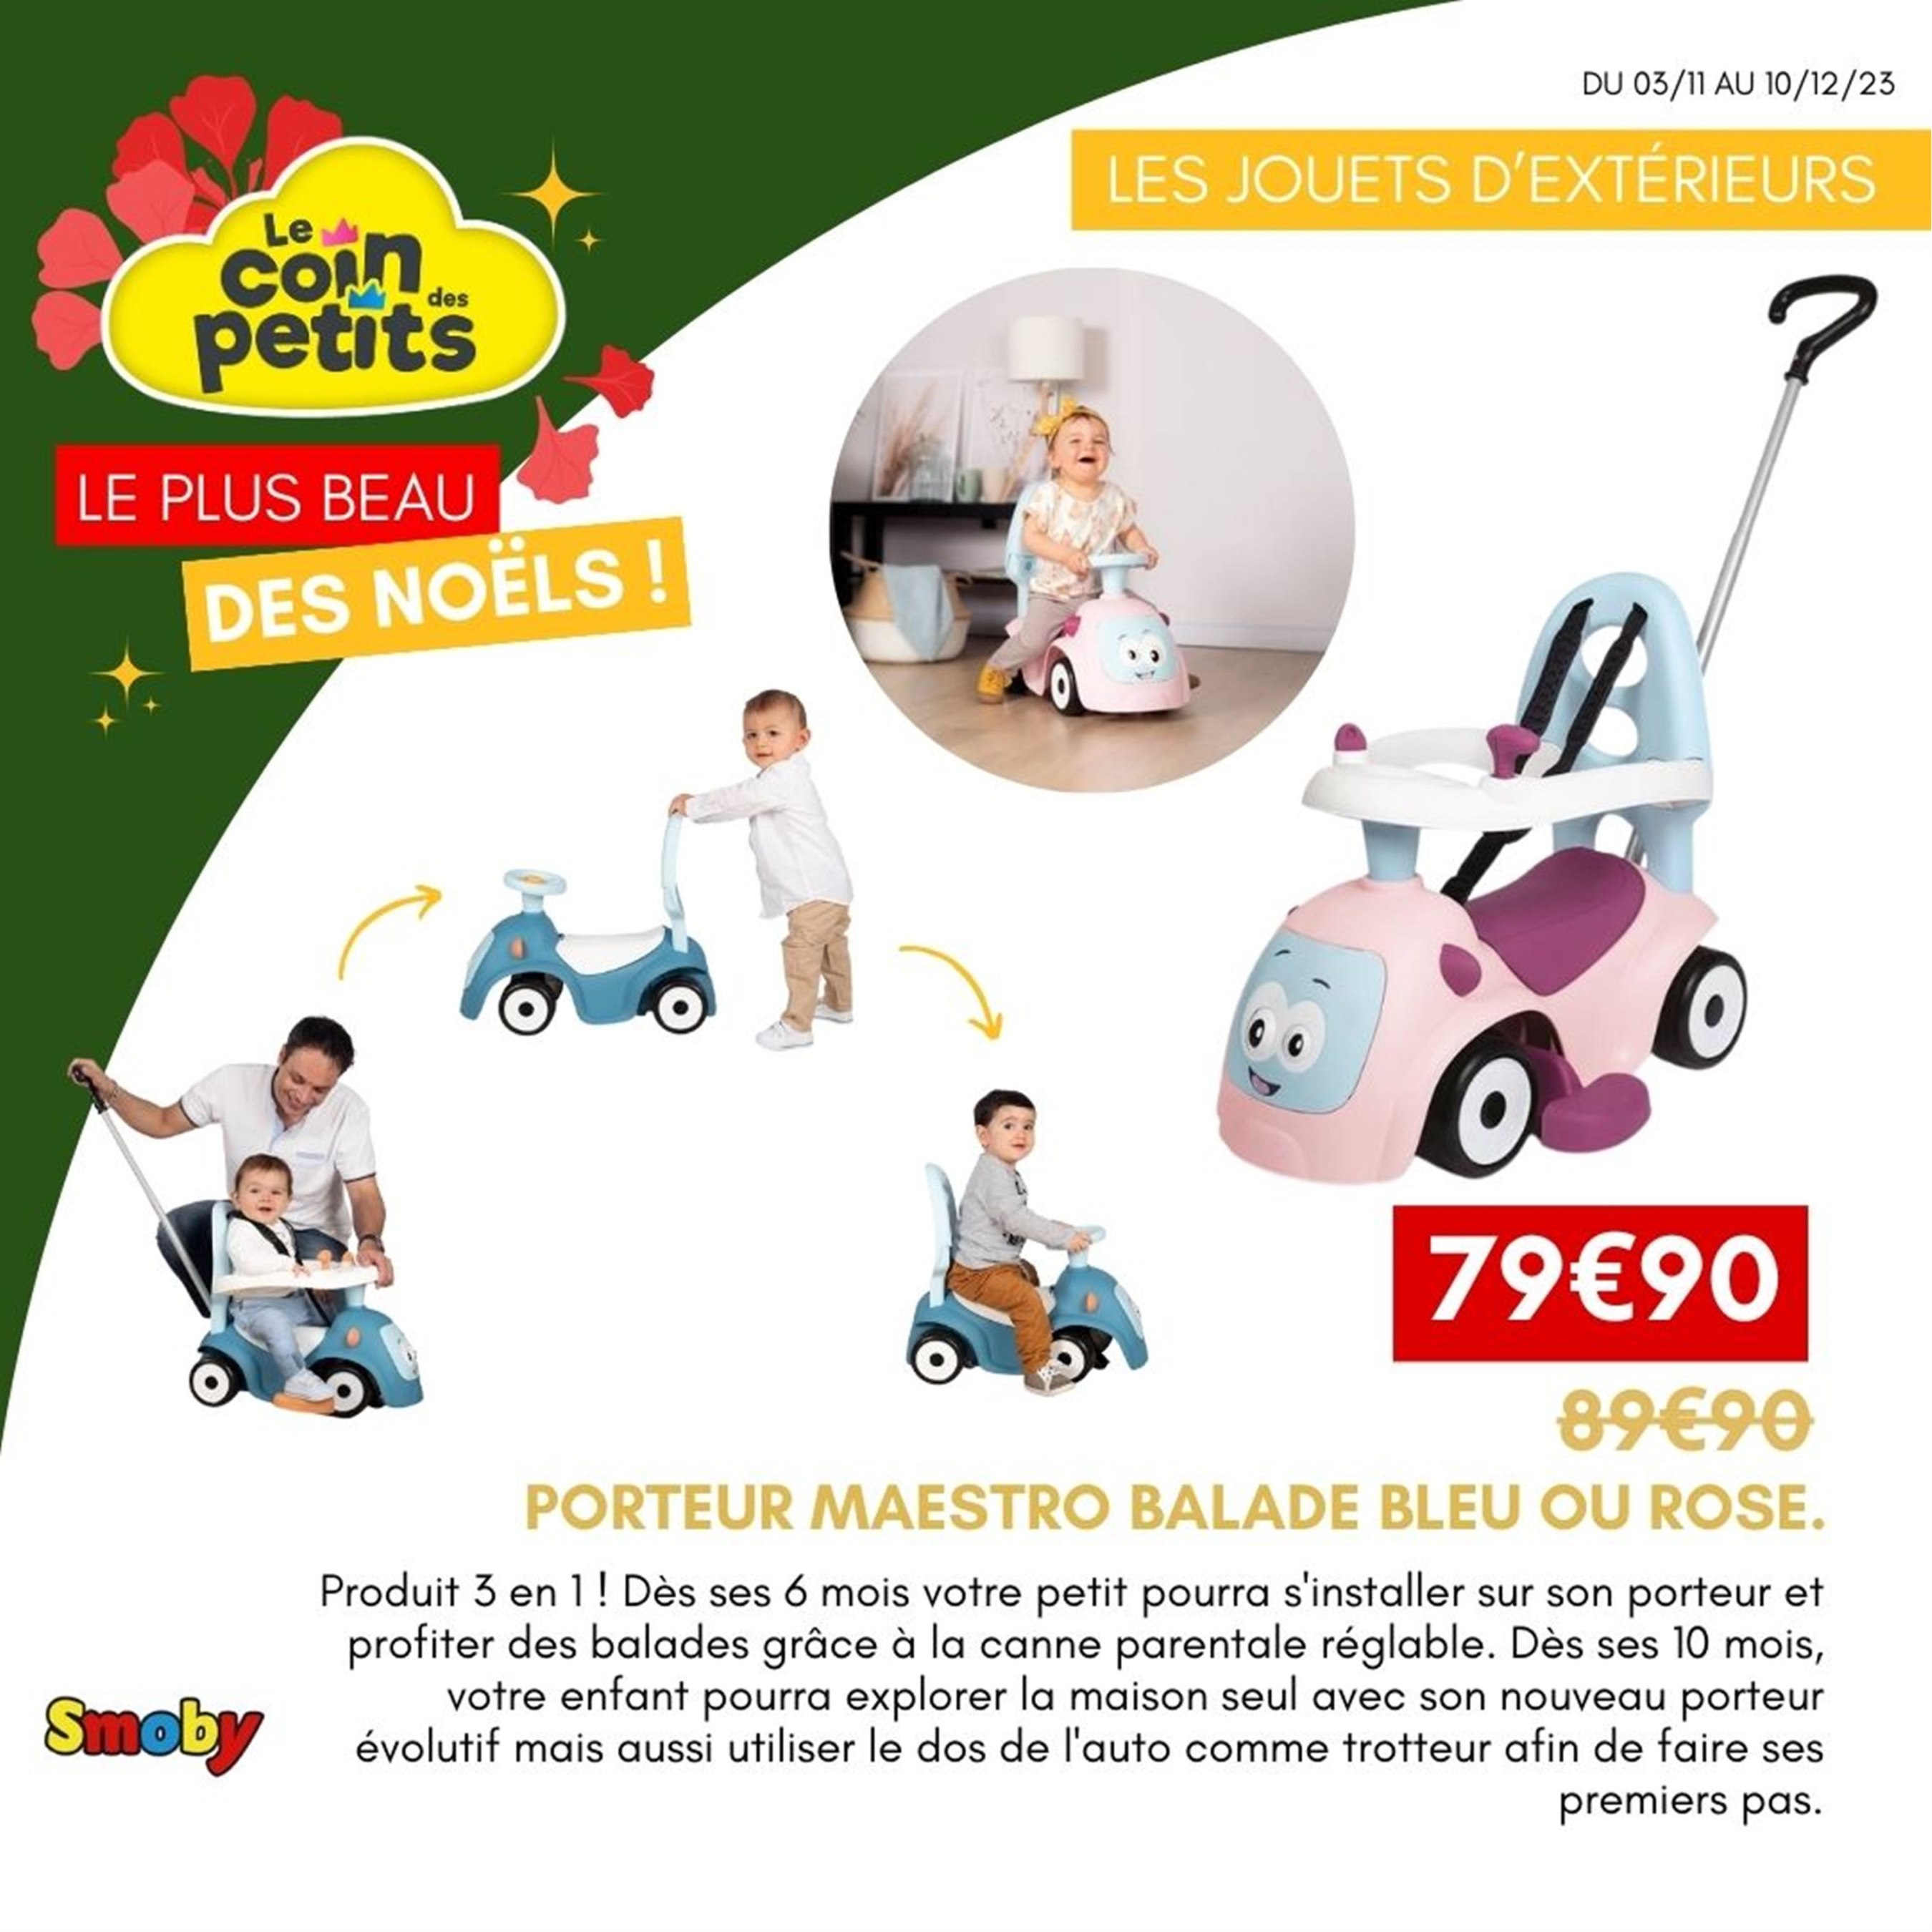 DU 03/11 AU 10/12/23
LES JOUETS D'EXTÉRIEURS
Le
coin
des
petits
LE PLUS BEAU
DES NOËLS !
79€90
89€90
PORTEUR MAESTRO BALADE BLEU OU ROSE.
Produit 3 en 1 ! Dès ses 6 mois votre petit pourra s'installer sur son porteur et
profiter des balades grâce à la canne parentale réglable. Dès ses 10 mois,
votre enfant pourra explorer la maison seul avec son nouveau porteur
évolutif mais aussi utiliser le dos de l'auto comme trotteur afin de faire ses
premiers pas.
Smoby